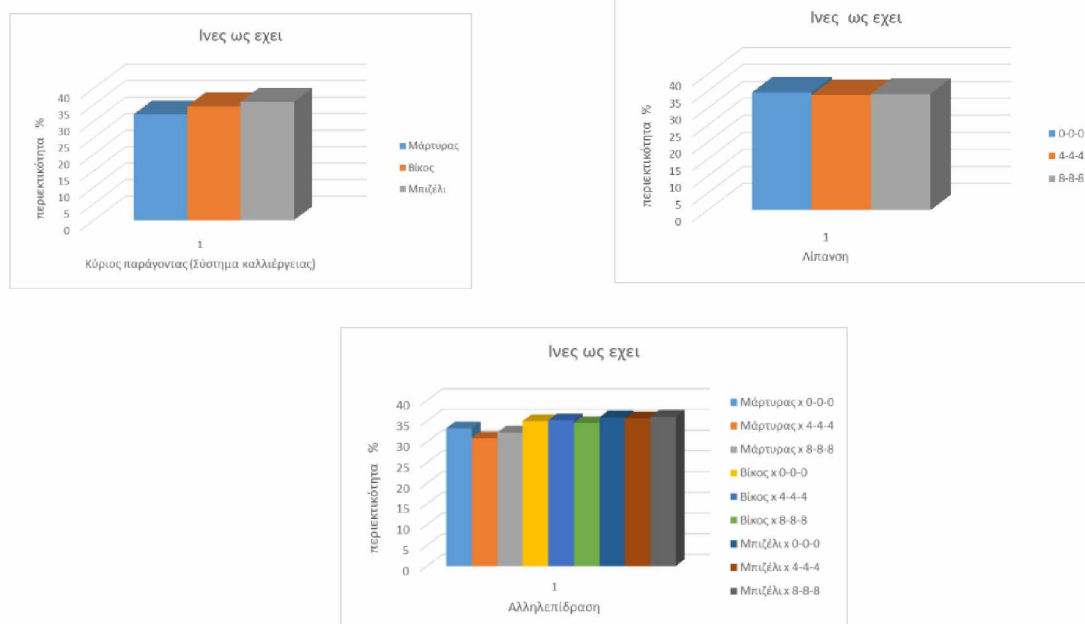 Ινες ως εχει
περιεκτικότητα %
40
35
30
25
20
15
10
5
0
1
Κύριος παράγοντας (Σύστημα καλλιέργειας)
Μάρτυρας
Βίκος
Μπιζέλι
Ινες ως εχει
περιεκτικότητα %
40
35
30
25
20
15
10
5
0
1
Λίπανση
0-0-0
4-4-4
8-8-8
Ινες ως εχει
περιεκτικότητα %
40
35
30
25
20
15
10
5
0
1
Αλληλεπίδραση
Μάρτυρας x 0-0-0
Μάρτυρας x 4-4-4
Μάρτυρας x 8-8-8
Βίκος x 0-0-0
Βίκος x 4-4-4
Βίκος x 8-8-8
Μπιζέλι x 0-0-0
Μπιζέλι x 4-4-4
Μπιζέλι x 8-8-8